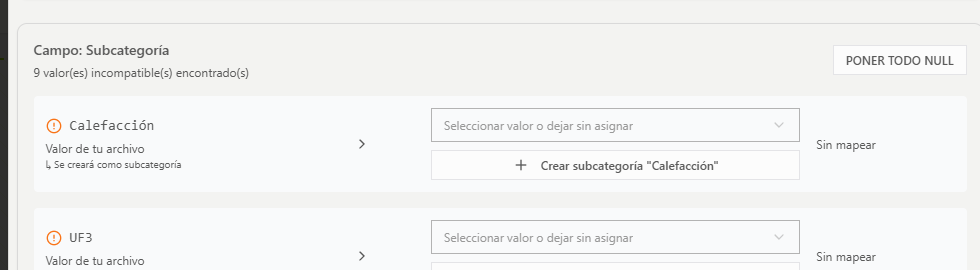 Campo: Subcategoría
9 valor(es) incompatible(s) encontrado(s)
PONER TODO NULL
Calefacción
Valor de tu archivo
↳ Se creará como subcategoría
Seleccionar valor o dejar sin asignar
+ Crear subcategoría "Calefacción"
Sin mapear
UF3
Valor de tu archivo
Seleccionar valor o dejar sin asignar
Sin mapear